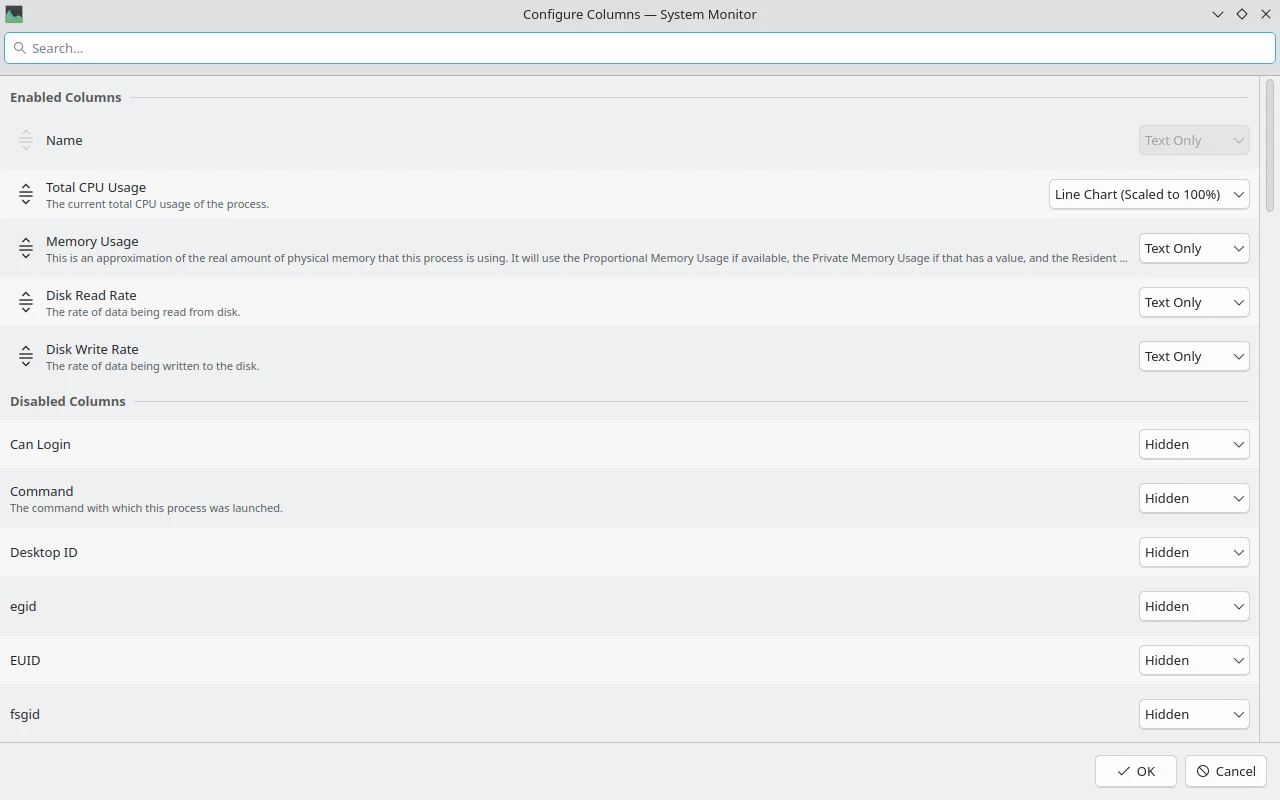 Configure Columns — System Monitor
Search...
Enabled Columns
Name
Text Only
Total CPU Usage
The current total CPU usage of the process.
Line Chart (Scaled to 100%)
Memory Usage
This is an approximation of the real amount of physical memory that this process is using. It will use the Proportional Memory Usage if available, the Private Memory Usage if that has a value, and the Resident ...
Text Only
Disk Read Rate
The rate of data being read from disk.
Text Only
Disk Write Rate
The rate of data being written to the disk.
Text Only
Disabled Columns
Can Login
Hidden
Command
The command with which this process was launched.
Hidden
Desktop ID
Hidden
egid
Hidden
EUID
Hidden
fsgid
Hidden
OK
Cancel